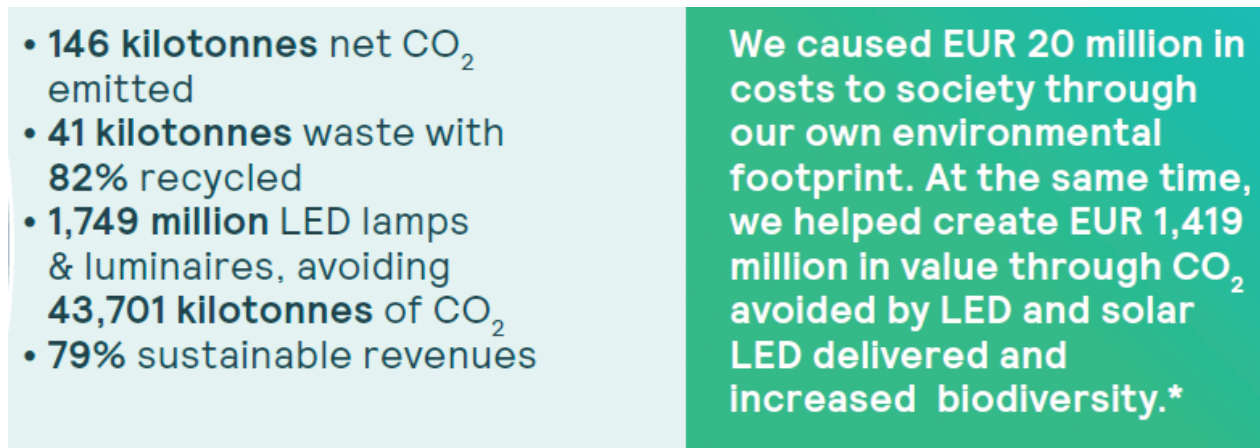 • 146 kilotonnes net CO₂
emitted
• 41 kilotonnes waste with
82% recycled
• 1,749 million LED lamps
& luminaires, avoiding
43,701 kilotonnes of CO₂
• 79% sustainable revenues
We caused EUR 20 million in
costs to society through
our own environmental
footprint. At the same time,
we helped create EUR 1,419
million in value through CO₂
avoided by LED and solar
LED delivered and
increased  biodiversity.*